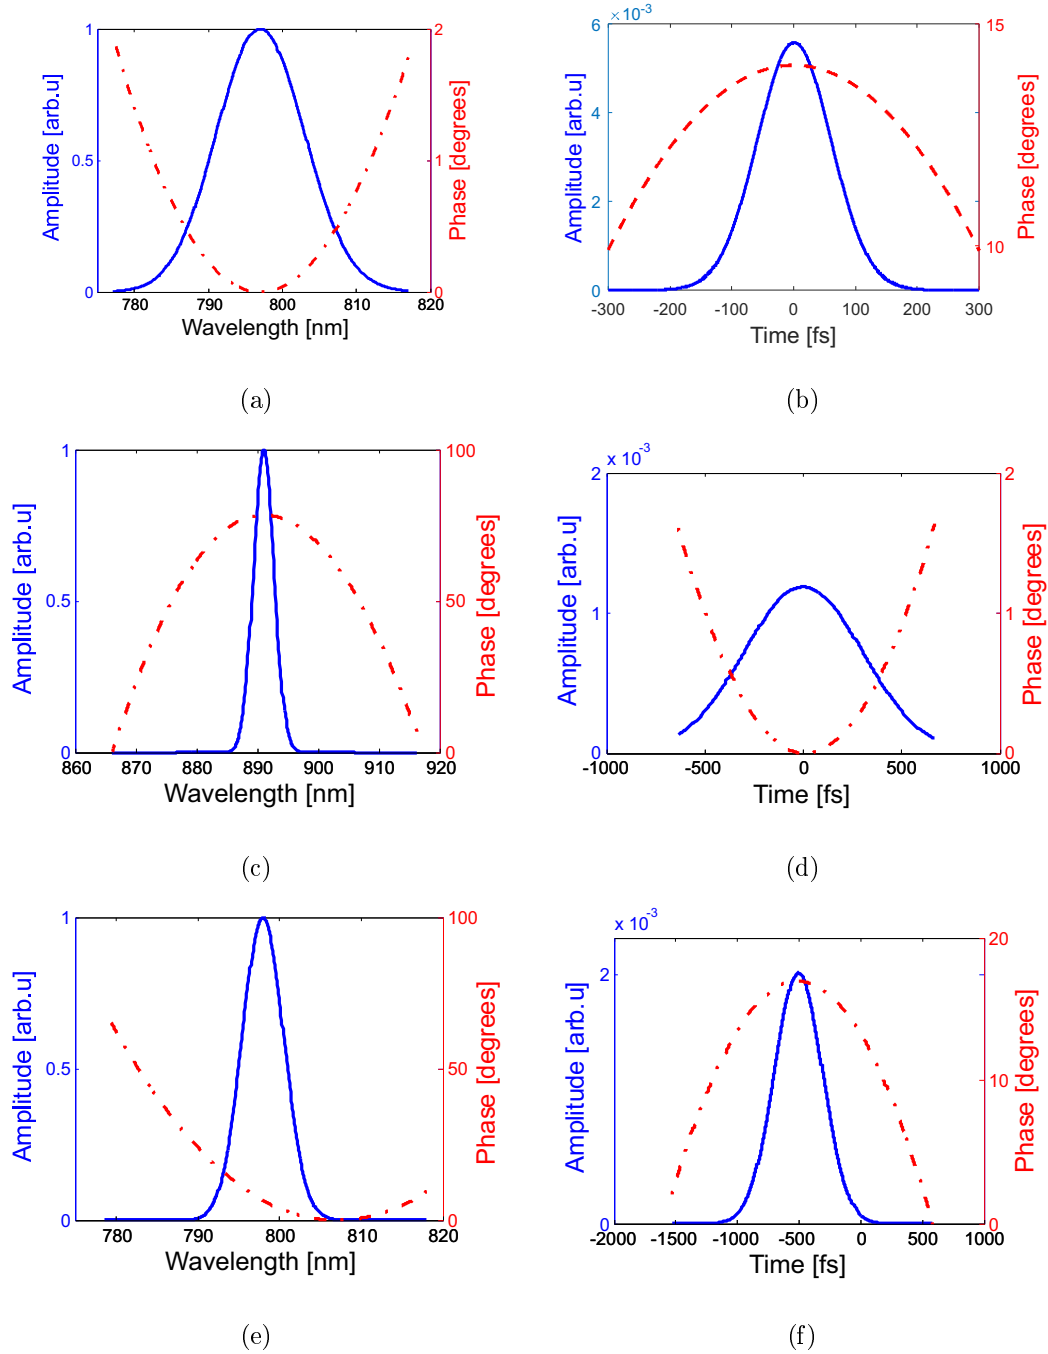 1
0.5
0
Amplitude [arb.u]
780 790 800 810 820
Wavelength [nm]
2
1
0
Phase [degrees]
(a)
×10-3
6
4
2
0
Amplitude [arb.u]
-300 -200 -100 0 100 200 300
Time [fs]
15
10
Phase [degrees]
(b)
1
0.5
0
Amplitude [arb.u]
860 870 880 890 900 910 920
Wavelength [nm]
100
50
0
Phase [degrees]
(c)
x 10-3
2
1
0
Amplitude [arb.u]
-1000 -500 0 500 1000
Time [fs]
2
1
0
Phase [degrees]
(d)
1
0.5
0
Amplitude [arb.u]
780 790 800 810 820
Wavelength [nm]
100
50
0
Phase [degrees]
(e)
x 10-3
2
0
Amplitude [arb.u]
-2000 -1500 -1000 -500 0 500 1000
Time [fs]
20
10
0
Phase [degrees]
(f)